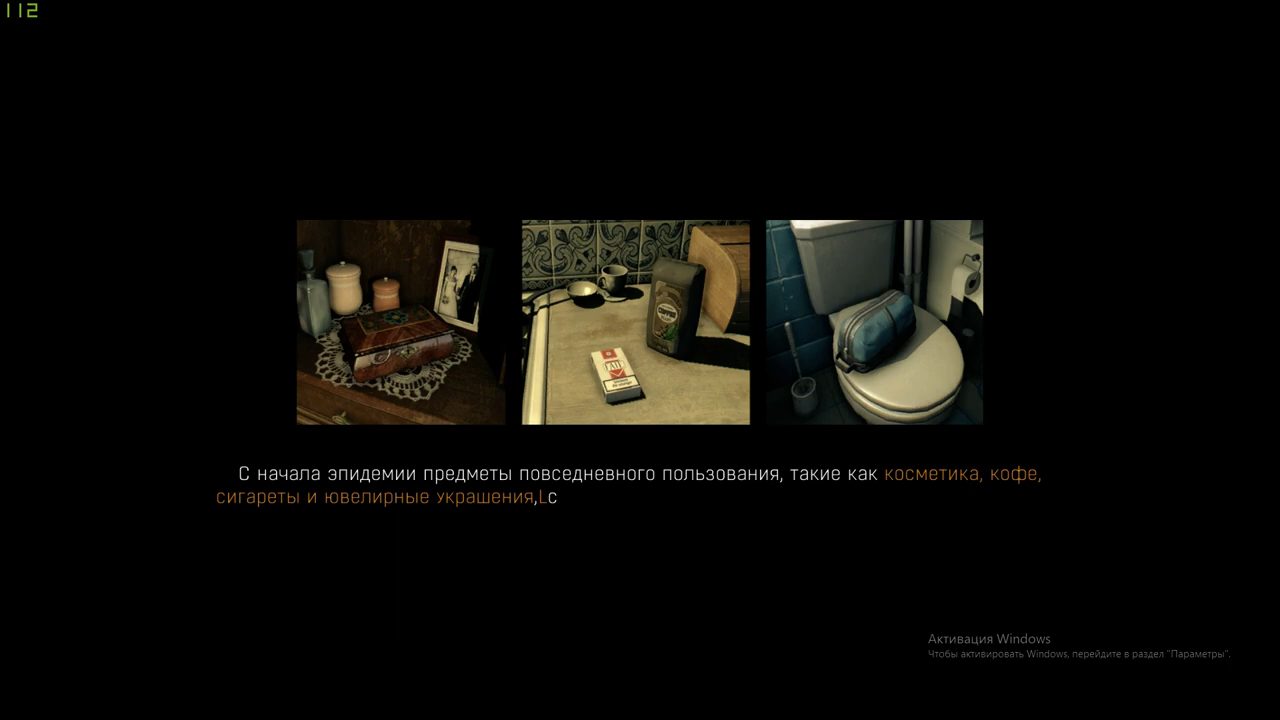 112
С начала эпидемии предметы повседневного пользования, такие как косметика, кофе,
сигареты и ювелирные украшения,Lс
Активация Windows
Чтобы активировать Windows, перейдите в раздел "Параметры".